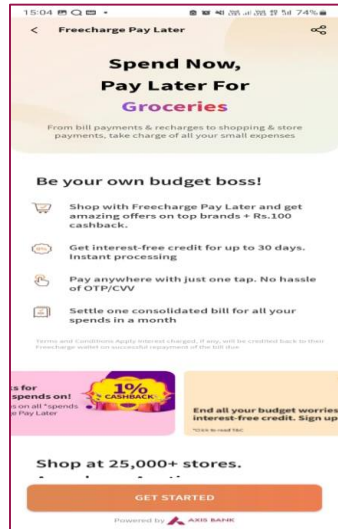 15:04
74%
Freecharge Pay Later
Spend Now,
Pay Later For
Groceries
From bill payments & recharges to shopping & store
payments, take charge of all your small expenses
Be your own budget boss!
Shop with Freecharge Pay Later and get
amazing offers on top brands + Rs.100
cashback.
Get interest-free credit for up to 30 days.
Instant processing
Pay anywhere with just one tap. No hassle
of OTP/CVV
Settle one consolidated bill for all your
spends in a month
Terms and Conditions Apply Interest charged, if any, will be credited back to their
Freecharge wallet on successful repayment of the bill due.
s for
spends on!
s on all *spends
e Pay Later
1%
CASHBACK
End all your budget worries
interest-free credit. Sign up
*Click to read T&C
Shop at 25,000+ stores.
GET STARTED
Powered by AXIS BANK